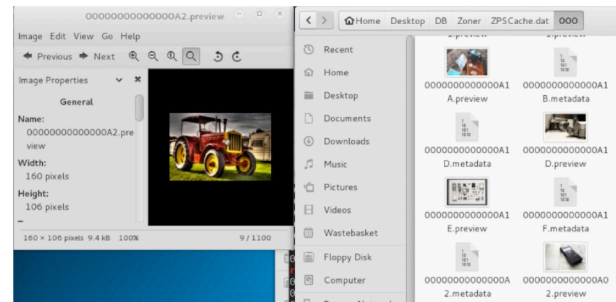 00000000000000A2.preview
Image Edit View Go Help
Previous Next
Image Properties
General
Name:
00000000000000A2.pre
view
Width:
160 pixels
Height:
106 pixels
160 × 106 pixels 9.4 kB 100%
9 / 1100
Home Desktop DB Zoner ZPSCache.dat 000
Recent
Home
Desktop
Documents
Downloads
Music
Pictures
Videos
Wastebasket
Floppy Disk
Computer
00000000000000A1
A.preview
00000000000000A1
B.metadata
00000000000000A1
D.metadata
00000000000000A1
D.preview
00000000000000A1
E.preview
00000000000000A1
F.metadata
00000000000000A
2.metadata
00000000000000A0
2.preview